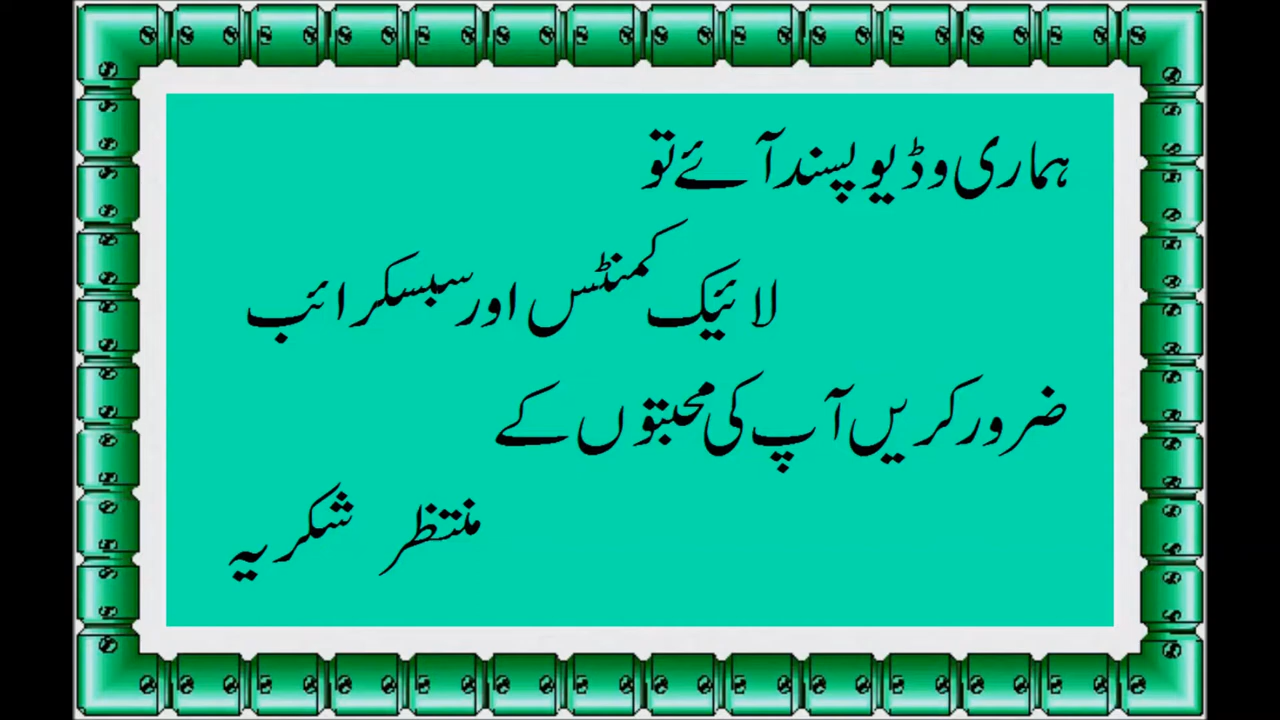 ہماری وڈیو پسند آئے تو
لائیک کمنٹس اور سبسکرائب
ضرور کریں آپ کی محبتوں کے
منتظر شکریہ